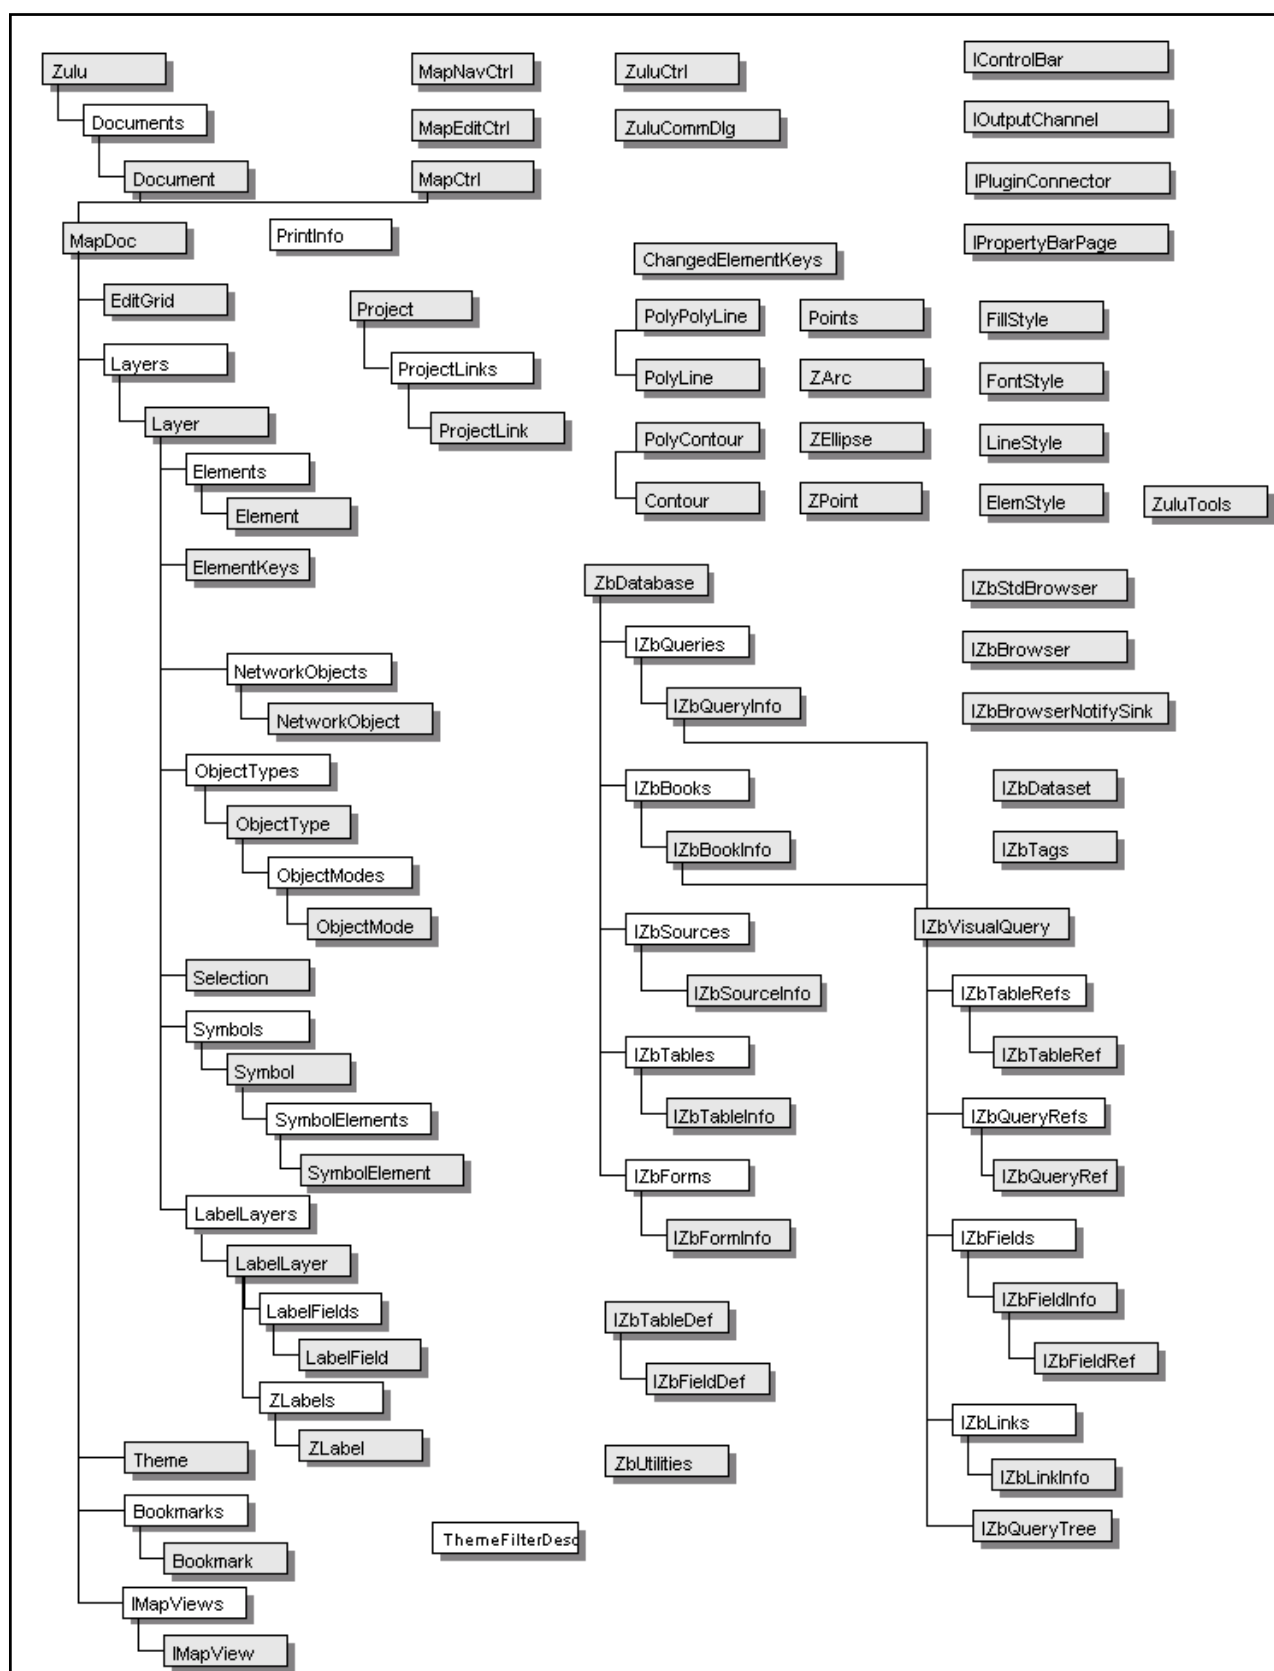 Zulu
Documents
Document
MapDoc
EditGrid
Layers
Layer
Elements
Element
ElementKeys
NetworkObjects
NetworkObject
ObjectTypes
ObjectType
ObjectModes
ObjectMode
Selection
Symbols
Symbol
SymbolElements
SymbolElement
LabelLayers
LabelLayer
LabelFields
LabelField
ZLabels
ZLabel
Theme
Bookmarks
Bookmark
IMapViews
IMapView
MapNavCtrl
MapEditCtrl
MapCtrl
PrintInfo
Project
ProjectLinks
ProjectLink
ThemeFilterDesc
ZuluCtrl
ZuluCommDlg
ChangedElementKeys
PolyPolyLine
PolyLine
PolyContour
Contour
Points
ZArc
ZEllipse
ZPoint
IControlBar
IOutputChannel
IPluginConnector
IPropertyBarPage
FillStyle
FontStyle
LineStyle
ElemStyle
ZuluTools
ZbDatabase
IZbQueries
IZbQueryInfo
IZbBooks
IZbBookInfo
IZbSources
IZbSourceInfo
IZbTables
IZbTableInfo
IZbForms
IZbFormInfo
IZbTableDef
IZbFieldDef
ZbUtilities
IZbStdBrowser
IZbBrowser
IZbBrowserNotifySink
IZbDataset
IZbTags
IZbVisualQuery
IZbTableRefs
IZbTableRef
IZbQueryRefs
IZbQueryRef
IZbFields
IZbFieldInfo
IZbFieldRef
IZbLinks
IZbLinkInfo
IZbQueryTree